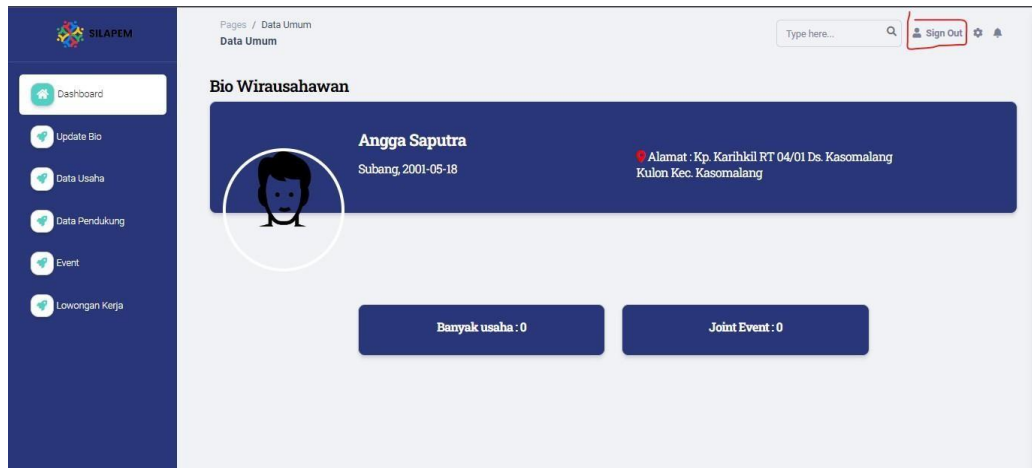 SILAPEM
Pages / Data Umum
Data Umum
Type here...
Sign Out
Dashboard
Update Bio
Data Usaha
Data Pendukung
Event
Lowongan Kerja
Bio Wirausahawan
Angga Saputra
Subang, 2001-05-18
Alamat : Kp. Karihkil RT 04/01 Ds. Kasomalang
Kulon Kec. Kasomalang
Banyak usaha : 0
Joint Event : 0